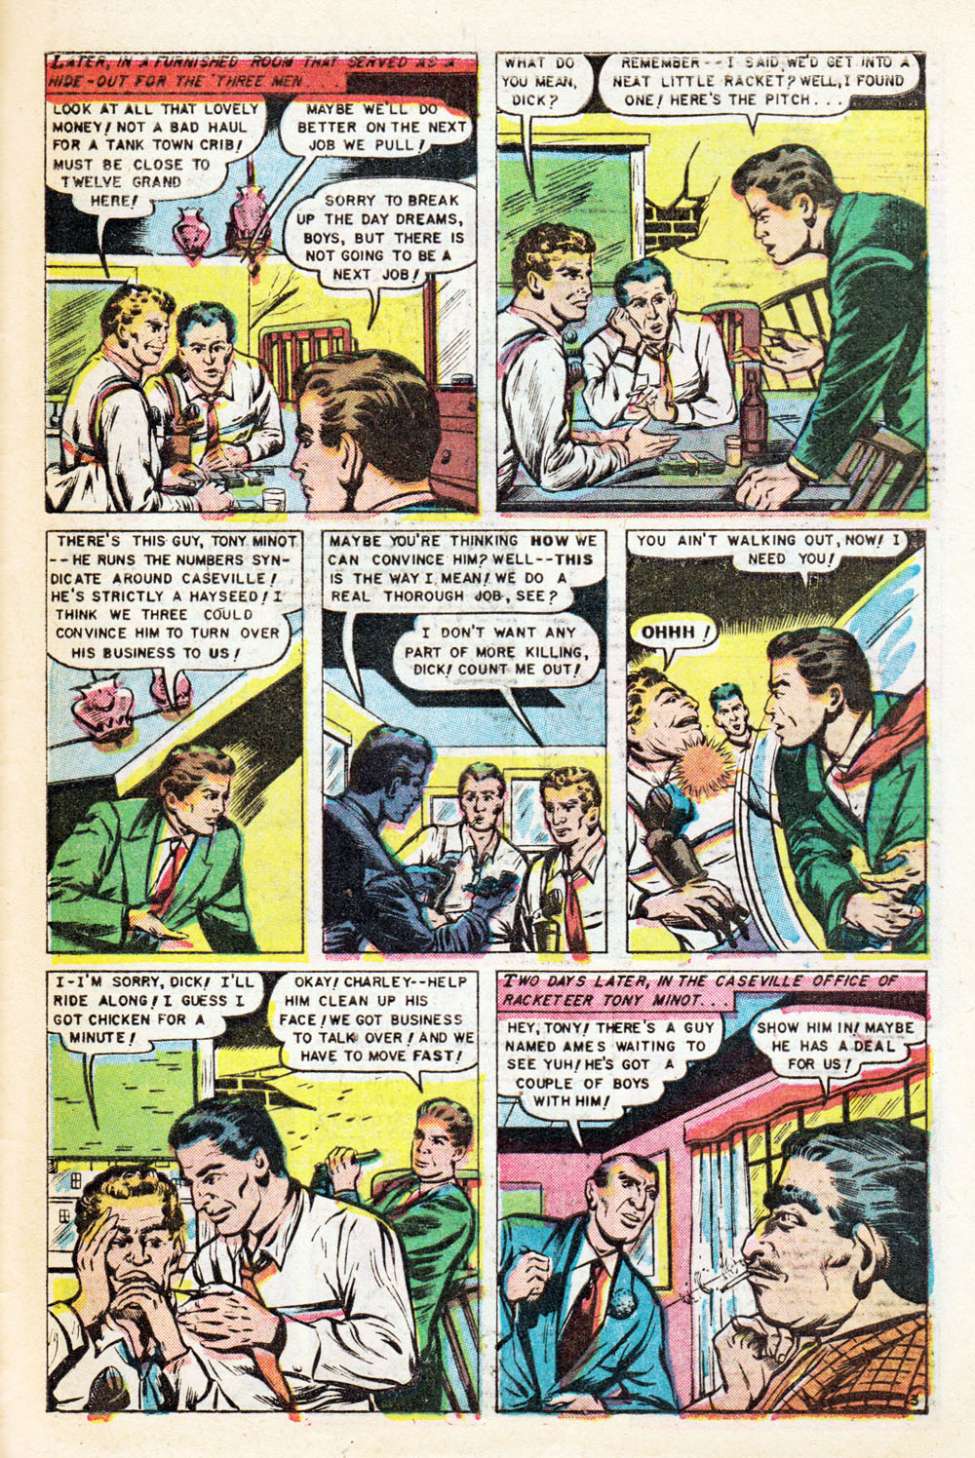 LATER, IN A FURNISHED ROOM THAT SERVED AS A
HIDE-OUT FOR THE THREE MEN...
LOOK AT ALL THAT LOVELY
MONEY! NOT A BAD HAUL
FOR A TANK TOWN CRIB!
MUST BE CLOSE TO
TWELVE GRAND
HERE!
MAYBE WE'LL DO
BETTER ON THE NEXT
JOB WE PULL!
SORRY TO BREAK
UP THE DAY DREAMS,
BOYS, BUT THERE IS
NOT GOING TO BE A
NEXT JOB!
WHAT DO
YOU MEAN,
DICK?
REMEMBER--I SAID WE'D GET INTO A
NEAT LITTLE RACKET? WELL, I FOUND
ONE! HERE'S THE PITCH...
THERE'S THIS GUY, TONY MINOT
--HE RUNS THE NUMBERS SYN-
DICATE AROUND CASEVILLE!
HE'S STRICTLY A HAYSEED! I
THINK WE THREE COULD
CONVINCE HIM TO TURN OVER
HIS BUSINESS TO US!
MAYBE YOU'RE THINKING HOW WE
CAN CONVINCE HIM? WELL--THIS
IS THE WAY I MEAN! WE DO A
REAL THOROUGH JOB, SEE?
I DON'T WANT ANY
PART OF MORE KILLING,
DICK! COUNT ME OUT!
YOU AIN'T WALKING OUT, NOW! I
NEED YOU!
OHHH!
I-I'M SORRY, DICK! I'LL
RIDE ALONG! I GUESS I
GOT CHICKEN FOR A
MINUTE!
OKAY! CHARLEY--HELP
HIM CLEAN UP HIS
FACE! WE GOT BUSINESS
TO TALK OVER! AND WE
HAVE TO MOVE FAST!
TWO DAYS LATER, IN THE CASEVILLE OFFICE OF
RACKETEER TONY MINOT...
HEY, TONY! THERE'S A GUY
NAMED AMES WAITING TO
SEE YUH! HE'S GOT A
COUPLE OF BOYS
WITH HIM!
SHOW HIM IN! MAYBE
HE HAS A DEAL
FOR US!
3